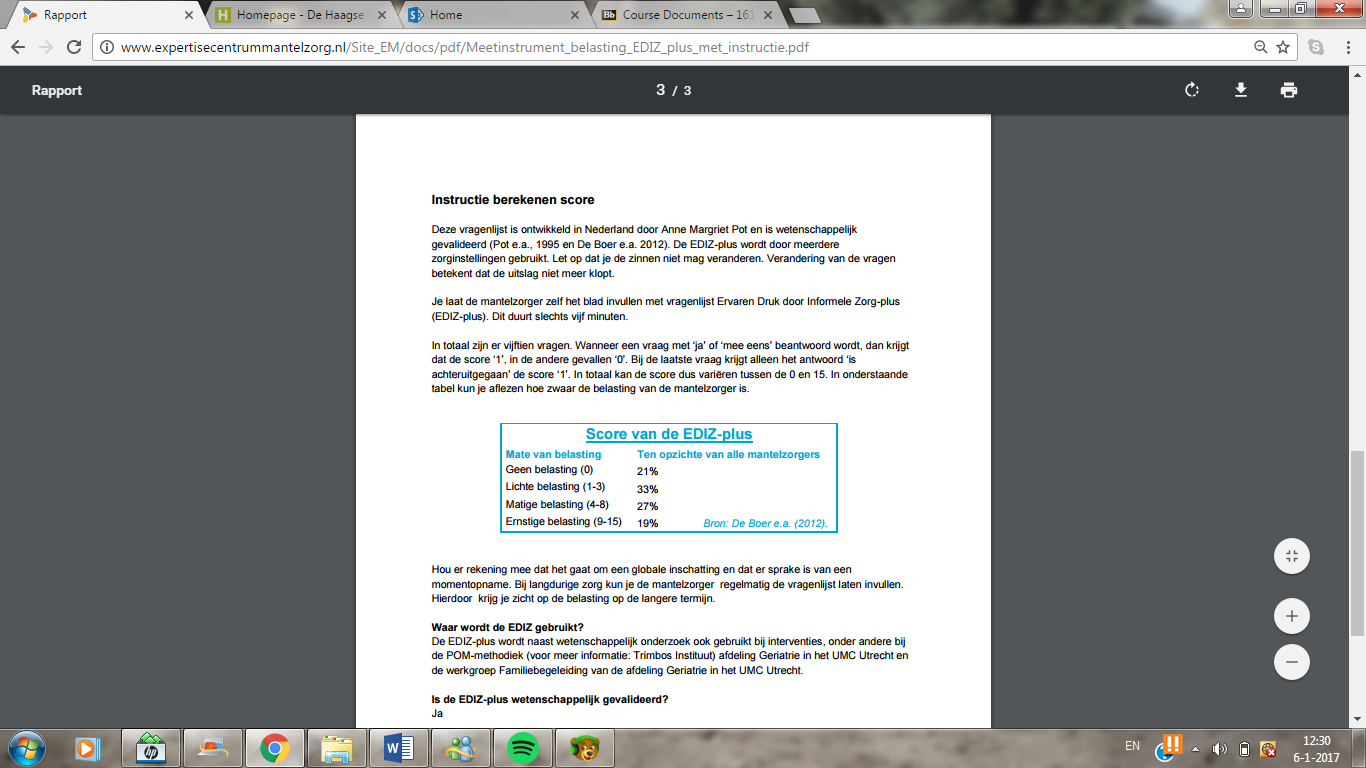 Rapport
Homepage - De Haagse
Home
Bb Course Documents – 161
www.expertisecentrummantelzorg.nl/Site_EM/docs/pdf/Meetinstrument_belasting_EDIZ_plus_met_instructie.pdf
Rapport
3 / 3
Instructie berekenen score
Deze vragenlijst is ontwikkeld in Nederland door Anne Margriet Pot en is wetenschappelijk
gevalideerd (Pot e.a., 1995 en De Boer e.a. 2012). De EDIZ-plus wordt door meerdere
zorginstellingen gebruikt. Let op dat je de zinnen niet mag veranderen. Verandering van de vragen
betekent dat de uitslag niet meer klopt.
Je laat de mantelzorger zelf het blad invullen met vragenlijst Ervaren Druk door Informele Zorg-plus
(EDIZ-plus). Dit duurt slechts vijf minuten.
In totaal zijn er vijftien vragen. Wanneer een vraag met ‘ja’ of ‘mee eens’ beantwoord wordt, dan krijgt
dat de score ‘1’, in de andere gevallen ‘0’. Bij de laatste vraag krijgt alleen het antwoord ‘is
achteruitgegaan’ de score ‘1’. In totaal kan de score dus variëren tussen de 0 en 15. In onderstaande
tabel kun je aflezen hoe zwaar de belasting van de mantelzorger is.
Score van de EDIZ-plus
Mate van belasting Ten opzichte van alle mantelzorgers
Geen belasting (0) 21%
Lichte belasting (1-3) 33%
Matige belasting (4-8) 27%
Ernstige belasting (9-15) 19% Bron: De Boer e.a. (2012).
Hou er rekening mee dat het gaat om een globale inschatting en dat er sprake is van een
momentopname. Bij langdurige zorg kun je de mantelzorger regelmatig de vragenlijst laten invullen.
Hierdoor krijg je zicht op de belasting op de langere termijn.
Waar wordt de EDIZ gebruikt?
De EDIZ-plus wordt naast wetenschappelijk onderzoek ook gebruikt bij interventies, onder andere bij
de POM-methodiek (voor meer informatie: Trimbos Instituut) afdeling Geriatrie in het UMC Utrecht en
de werkgroep Familiebegeleiding van de afdeling Geriatrie in het UMC Utrecht.
Is de EDIZ-plus wetenschappelijk gevalideerd?
Ja
EN
12:30
6-1-2017